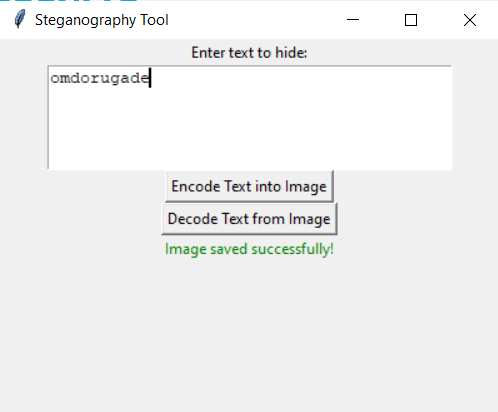 Steganography Tool
Enter text to hide:
omdorugade
Encode Text into Image
Decode Text from Image
Image saved successfully!